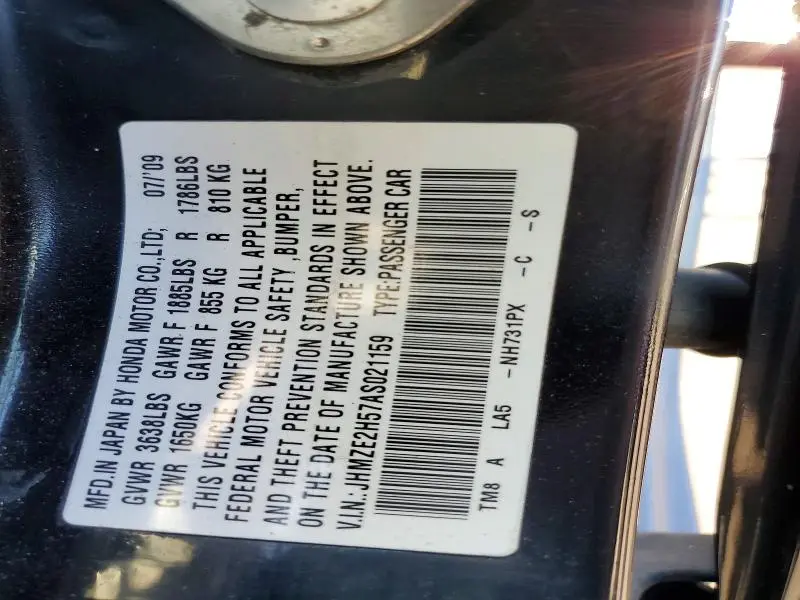 MFD.IN JAPAN BY HONDA MOTOR CO.,LTD; 07/'09
GVWR 3638LBS GAWR F 1885LBS R 1786LBS
GVWR 1650KG GAWR F 855 KG R 810 KG
THIS VEHICLE CONFORMS TO ALL APPLICABLE
FEDERAL MOTOR VEHICLE SAFETY ,BUMPER,
AND THEFT PREVENTION STANDARDS IN EFFECT
ON THE DATE OF MANUFACTURE SHOWN ABOVE.
V.I.N.: JHMZE2H57AS021159 TYPE:PASSENGER CAR
TM8 A LA5 -NH731PX -C -S